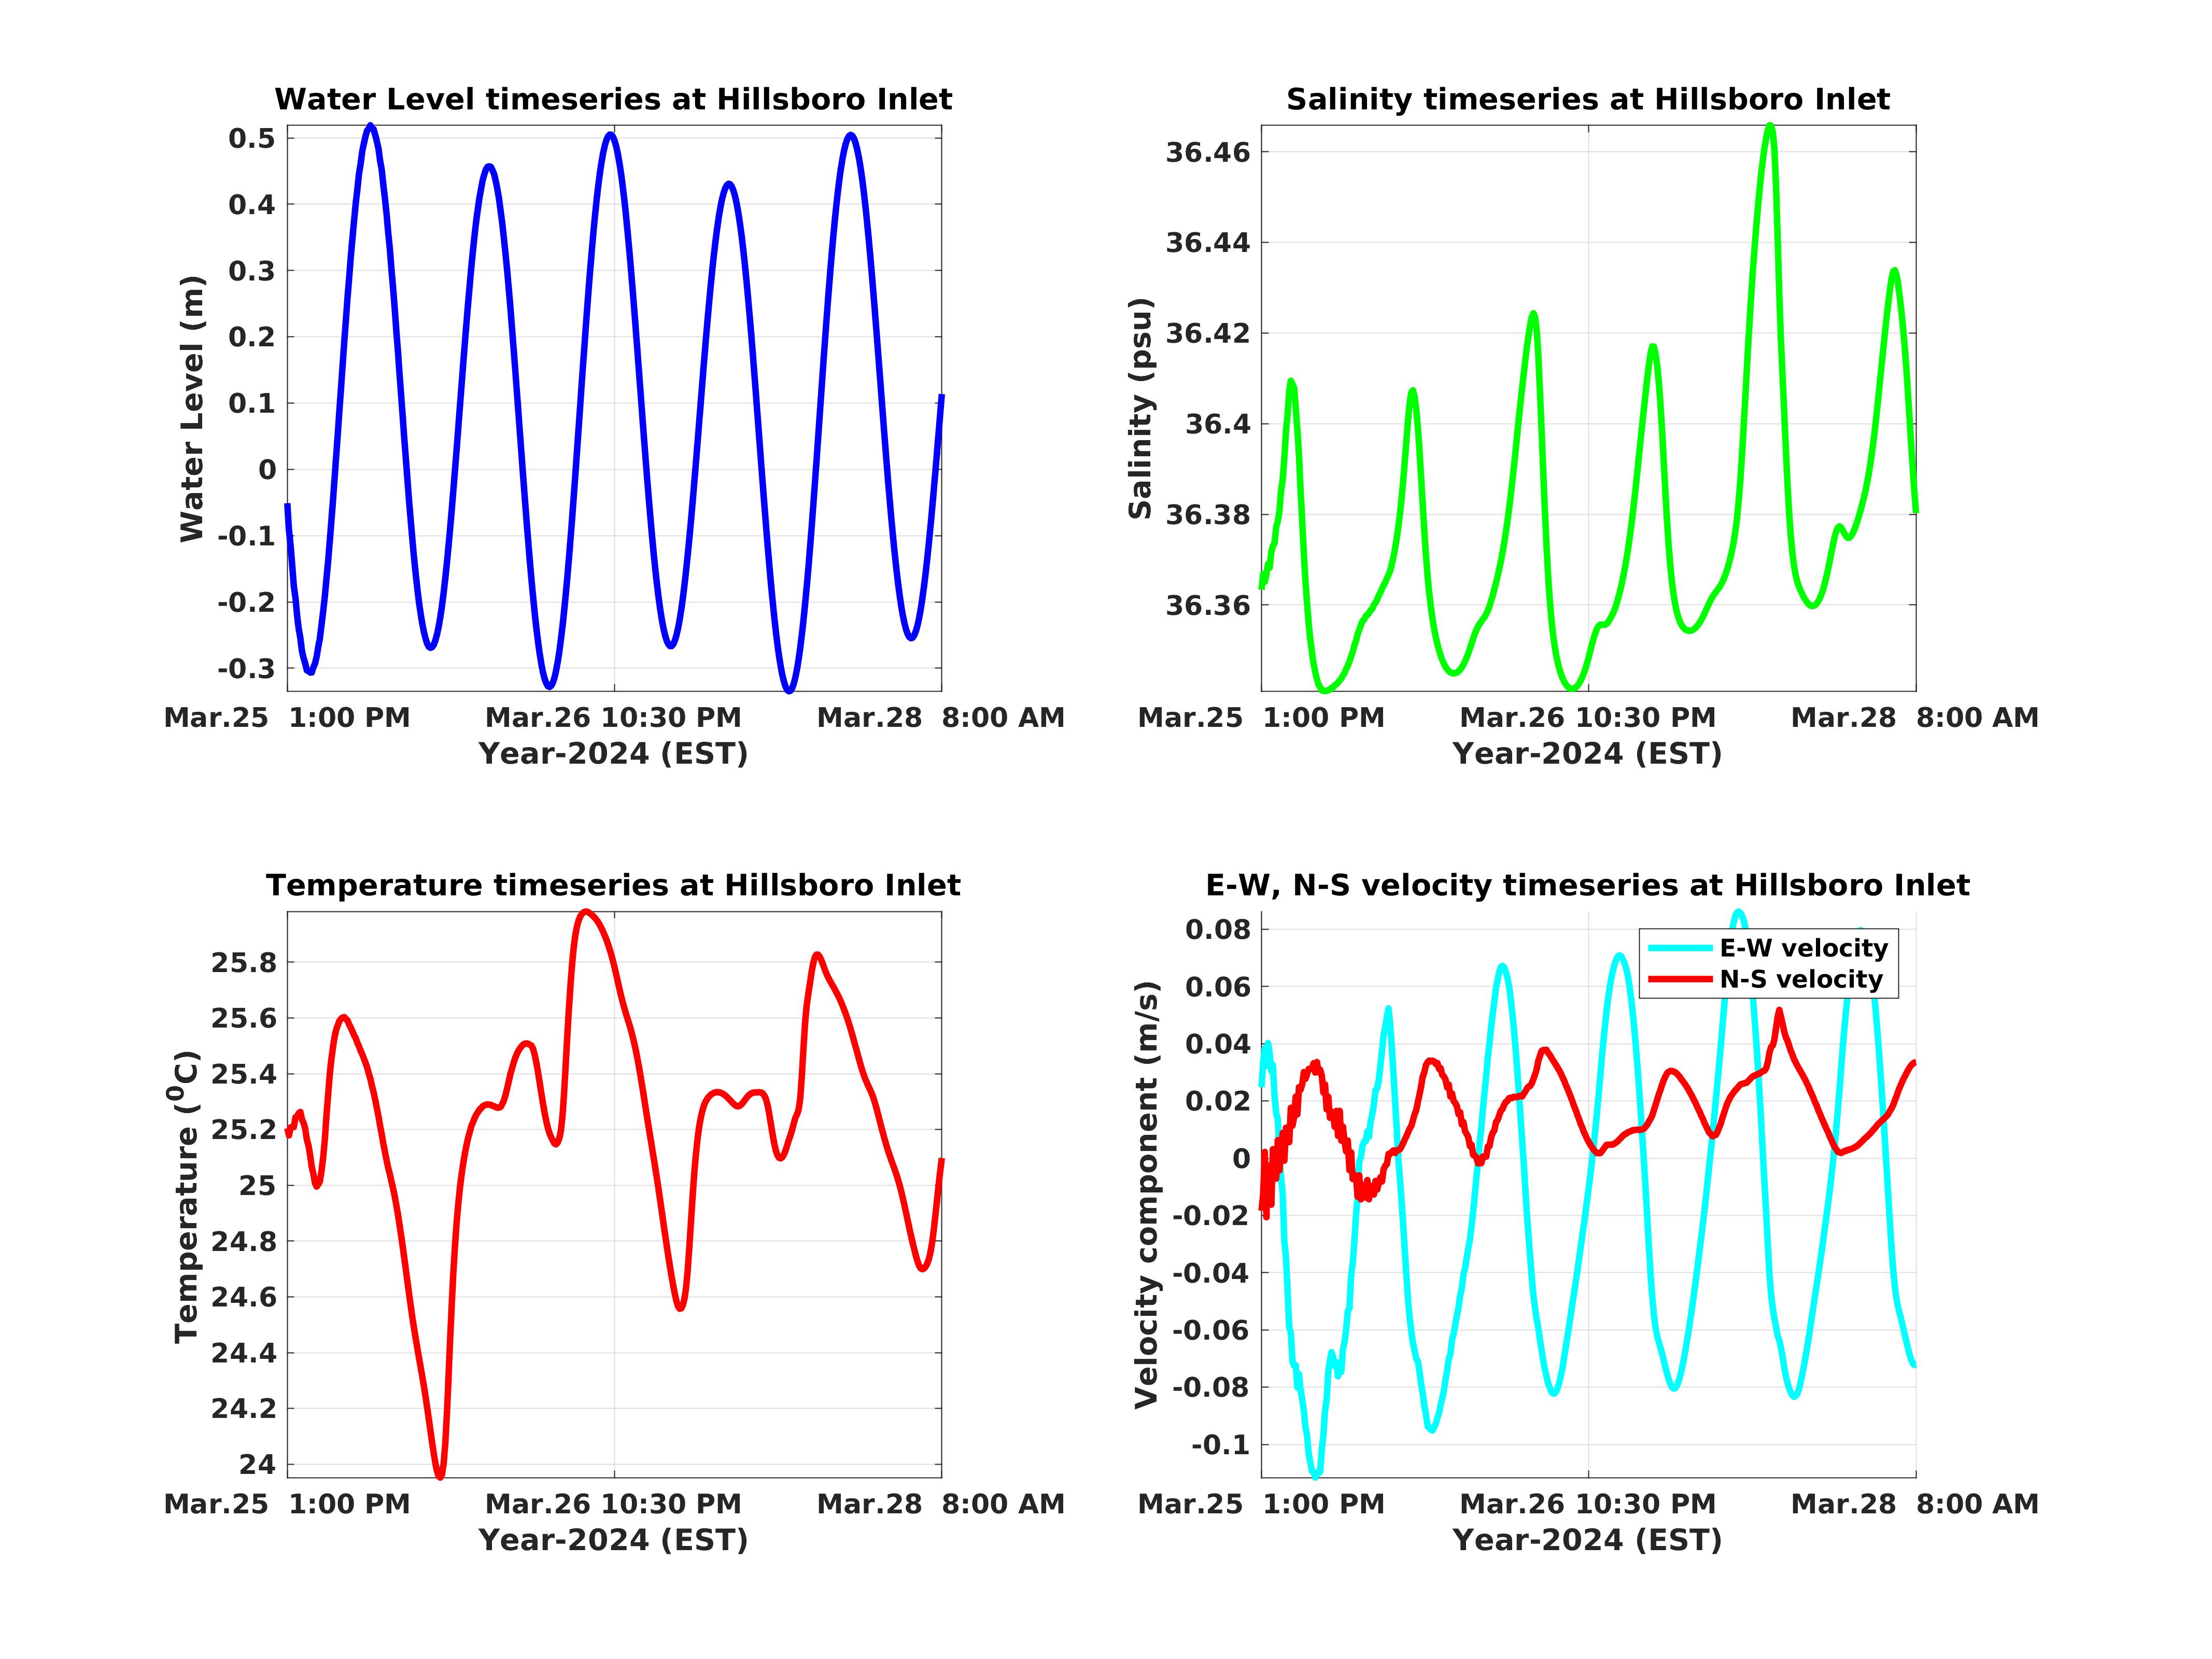 Water Level timeseries at Hillsboro Inlet
0.5
0.4
0.3
0.2
0.1
0
-0.1
-0.2
-0.3
Water Level (m)
Mar.25 1:00 PM Mar.26 10:30 PM Mar.28 8:00 AM
Year-2024 (EST)
Salinity timeseries at Hillsboro Inlet
36.46
36.44
36.42
36.4
36.38
36.36
Salinity (psu)
Mar.25 1:00 PM Mar.26 10:30 PM Mar.28 8:00 AM
Year-2024 (EST)
Temperature timeseries at Hillsboro Inlet
25.8
25.6
25.4
25.2
25
24.8
24.6
24.4
24.2
24
Temperature (⁰C)
Mar.25 1:00 PM Mar.26 10:30 PM Mar.28 8:00 AM
Year-2024 (EST)
E-W, N-S velocity timeseries at Hillsboro Inlet
0.08
0.06
0.04
0.02
0
-0.02
-0.04
-0.06
-0.08
-0.1
Velocity component (m/s)
E-W velocity
N-S velocity
Mar.25 1:00 PM Mar.26 10:30 PM Mar.28 8:00 AM
Year-2024 (EST)